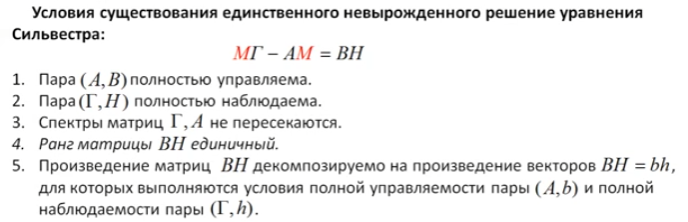 Условия существования единственного невырожденного решение уравнения
Сильвестра:
MГ − AM = BH
1. Пара (A,B) полностью управляема.
2. Пара(Γ,H) полностью наблюдаема.
3. Спектры матриц Γ,A не пересекаются.
4. Ранг матрицы BH единичный.
5. Произведение матриц BH декомпозируемо на произведение векторов BH = bh,
для которых выполняются условия полной управляемости пары (A,b) и полной
наблюдаемости пары (Γ,h).